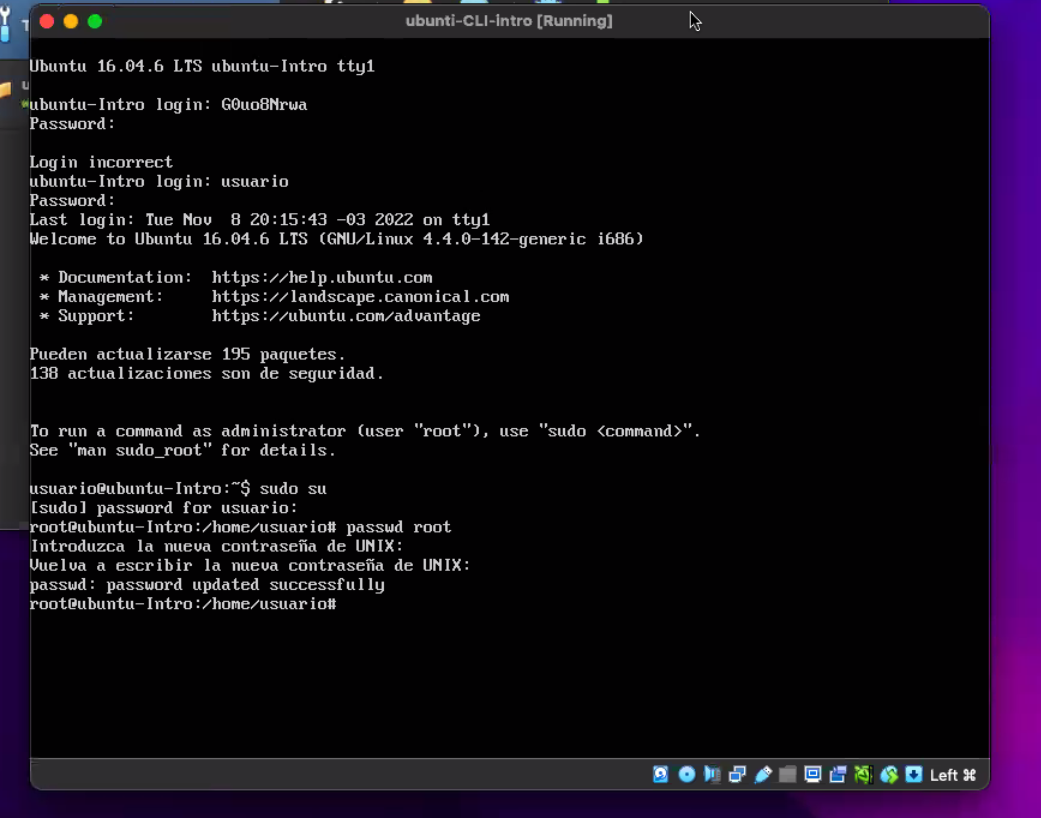 ubunti-CLI-intro [Running]
Ubuntu 16.04.6 LTS ubuntu-Intro tty1
ubuntu-Intro login: G0uo8Nrwa
Password:
Login incorrect
ubuntu-Intro login: usuario
Password:
Last login: Tue Nov  8 20:15:43 -03 2022 on tty1
Welcome to Ubuntu 16.04.6 LTS (GNU/Linux 4.4.0-142-generic i686)
* Documentation:  https://help.ubuntu.com
* Management:     https://landscape.canonical.com
* Support:        https://ubuntu.com/advantage
Pueden actualizarse 195 paquetes.
138 actualizaciones son de seguridad.
To run a command as administrator (user "root"), use "sudo <command>".
See "man sudo_root" for details.
usuario@ubuntu-Intro:~$ sudo su
[sudo] password for usuario:
root@ubuntu-Intro:/home/usuario# passwd root
Introduzca la nueva contraseña de UNIX:
Vuelva a escribir la nueva contraseña de UNIX:
passwd: password updated successfully
root@ubuntu-Intro:/home/usuario#
Left ⌘